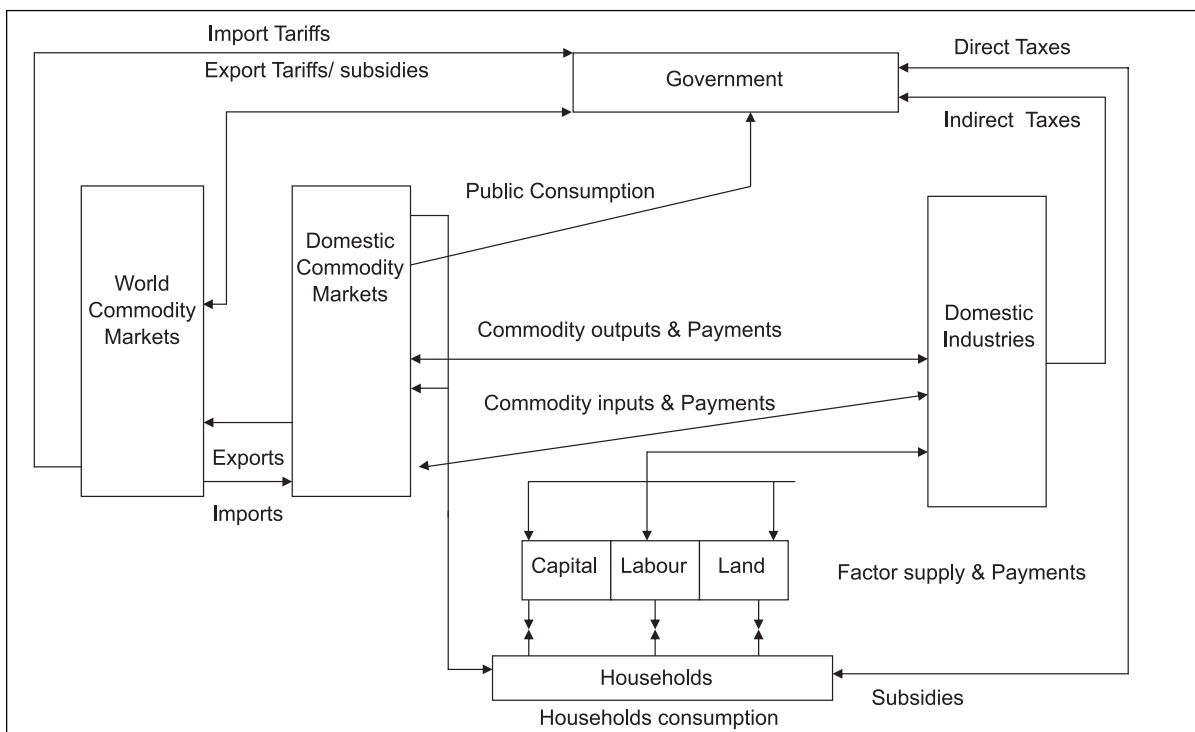 Import Tariffs
Export Tariffs/ subsidies
Government
Direct Taxes
Indirect Taxes
Public Consumption
World
Commodity
Markets
Domestic
Commodity
Markets
Domestic
Industries
Commodity outputs & Payments
Commodity inputs & Payments
Exports
Imports
Capital
Labour
Land
Factor supply & Payments
Households
Subsidies
Households consumption